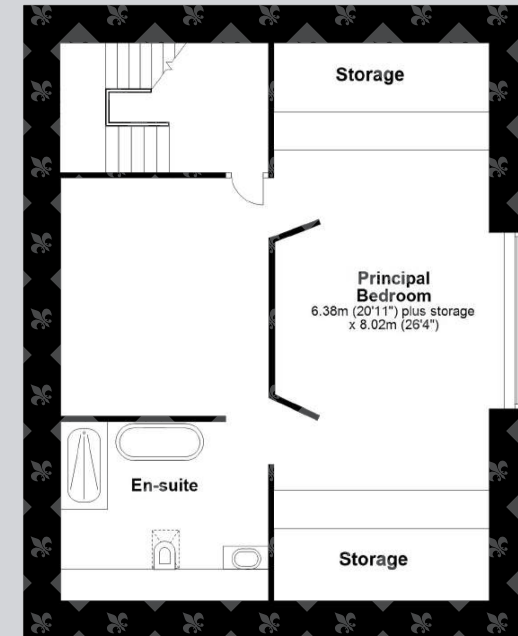 Storage
Principal
Bedroom
6.38m (20'11") plus storage
x 8.02m (26'4")
En-suite
Storage